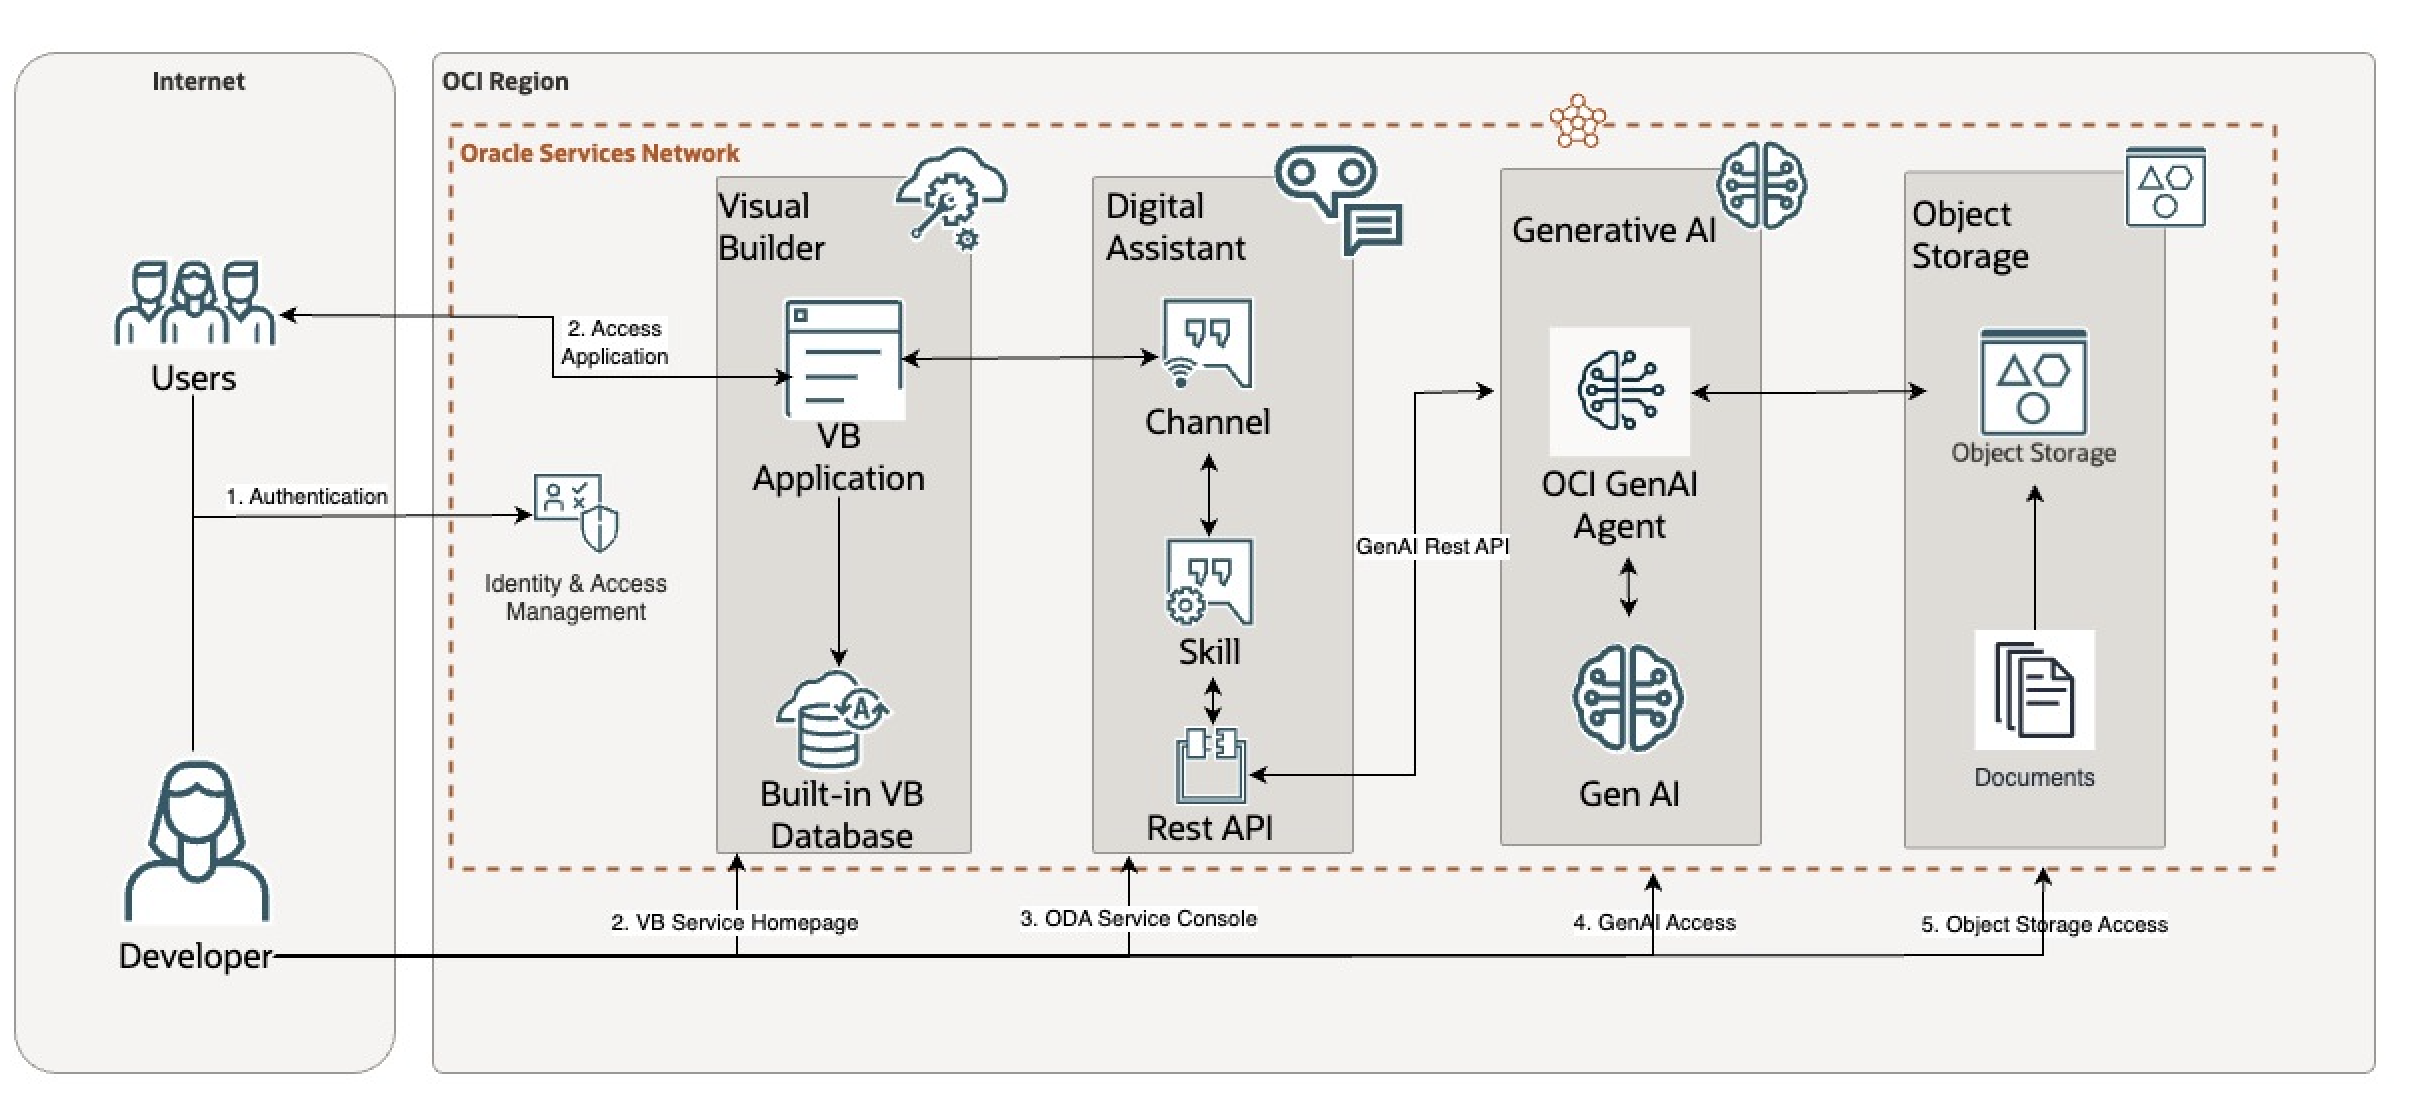 Internet
OCI Region
Oracle Services Network
Visual
Builder
Digital
Assistant
Generative AI
Object
Storage
Users
2. Access
Application
VB
Application
Channel
OCI GenAI
Agent
Object Storage
1. Authentication
Identity & Access
Management
GenAI Rest API
Skill
Built-in VB
Database
Rest API
Gen AI
Documents
Developer
2. VB Service Homepage
3. ODA Service Console
4. GenAI Access
5. Object Storage Access
A